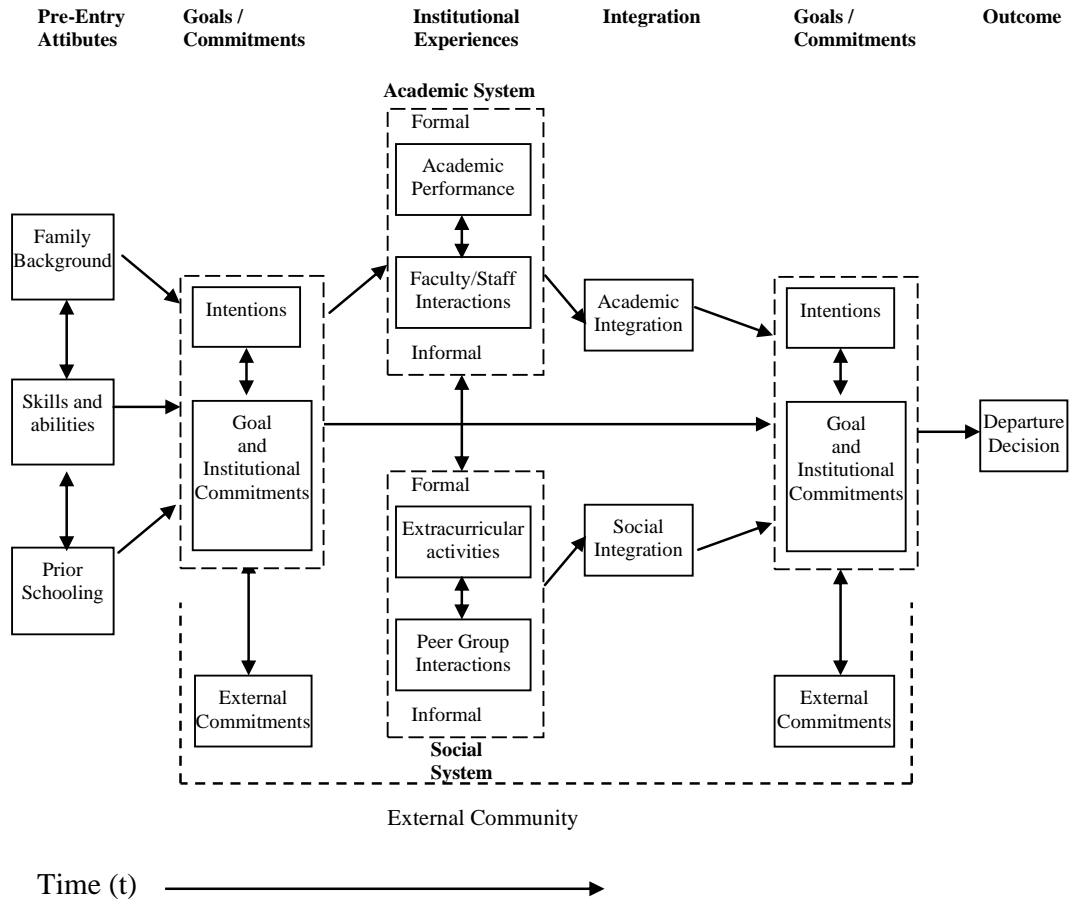 Pre-Entry
Attibutes
Goals /
Commitments
Institutional
Experiences
Integration
Goals /
Commitments
Outcome
Academic System
Formal
Academic
Performance
Faculty/Staff
Interactions
Informal
Family
Background
Skills and
abilities
Prior
Schooling
Intentions
Goal
and
Institutional
Commitments
External
Commitments
Formal
Extracurricular
activities
Peer Group
Interactions
Informal
Social
System
Academic
Integration
Social
Integration
Intentions
Goal
and
Institutional
Commitments
External
Commitments
Departure
Decision
External Community
Time (t)